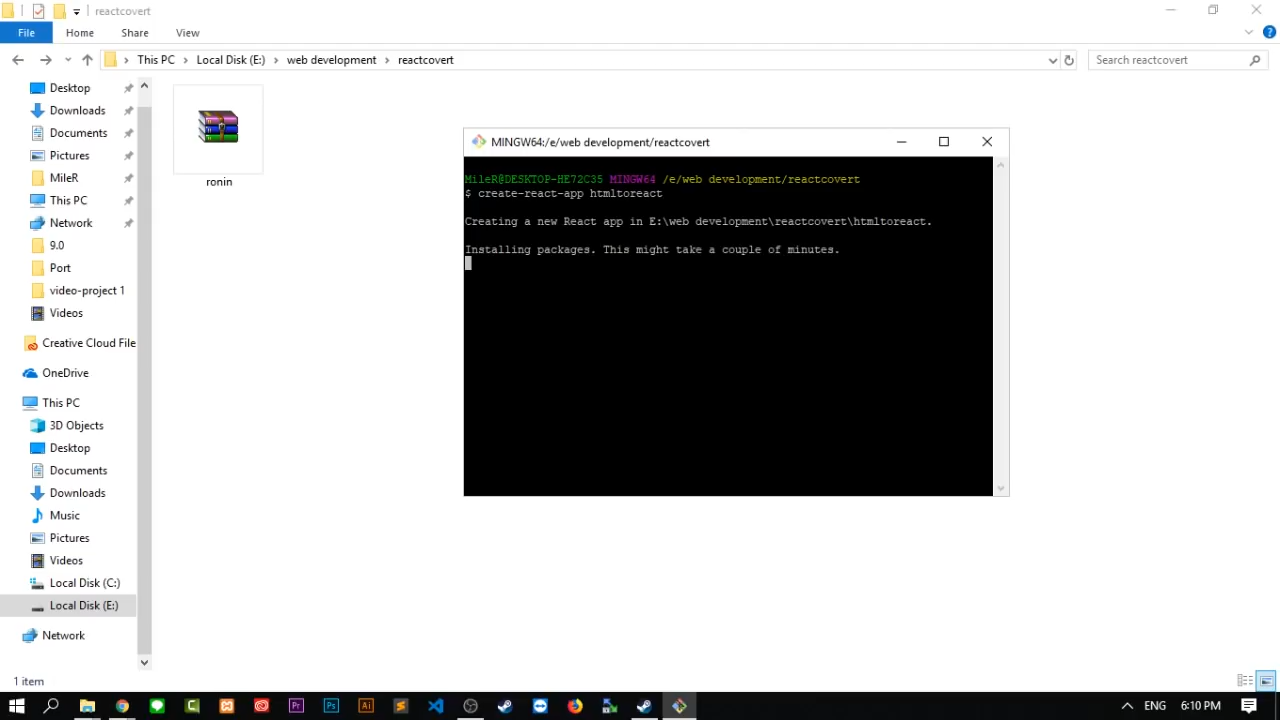 reactcovert
File
Home
Share
View
This PC
Local Disk (E:)
web development
reactcovert
Search reactcovert
Desktop
Downloads
Documents
Pictures
MileR
This PC
Network
9.0
Port
video-project 1
Videos
Creative Cloud File
OneDrive
This PC
3D Objects
Desktop
Documents
Downloads
Music
Pictures
Videos
Local Disk (C:)
Local Disk (E:)
Network
1 item
ronin
MINGW64:/e/web development/reactcovert
MileR@DESKTOP-HE72C35 MINGW64 /e/web development/reactcovert
$ create-react-app htmltoreact
Creating a new React app in E:\web development\reactcovert\htmltoreact.
Installing packages. This might take a couple of minutes.
ENG
6:10 PM